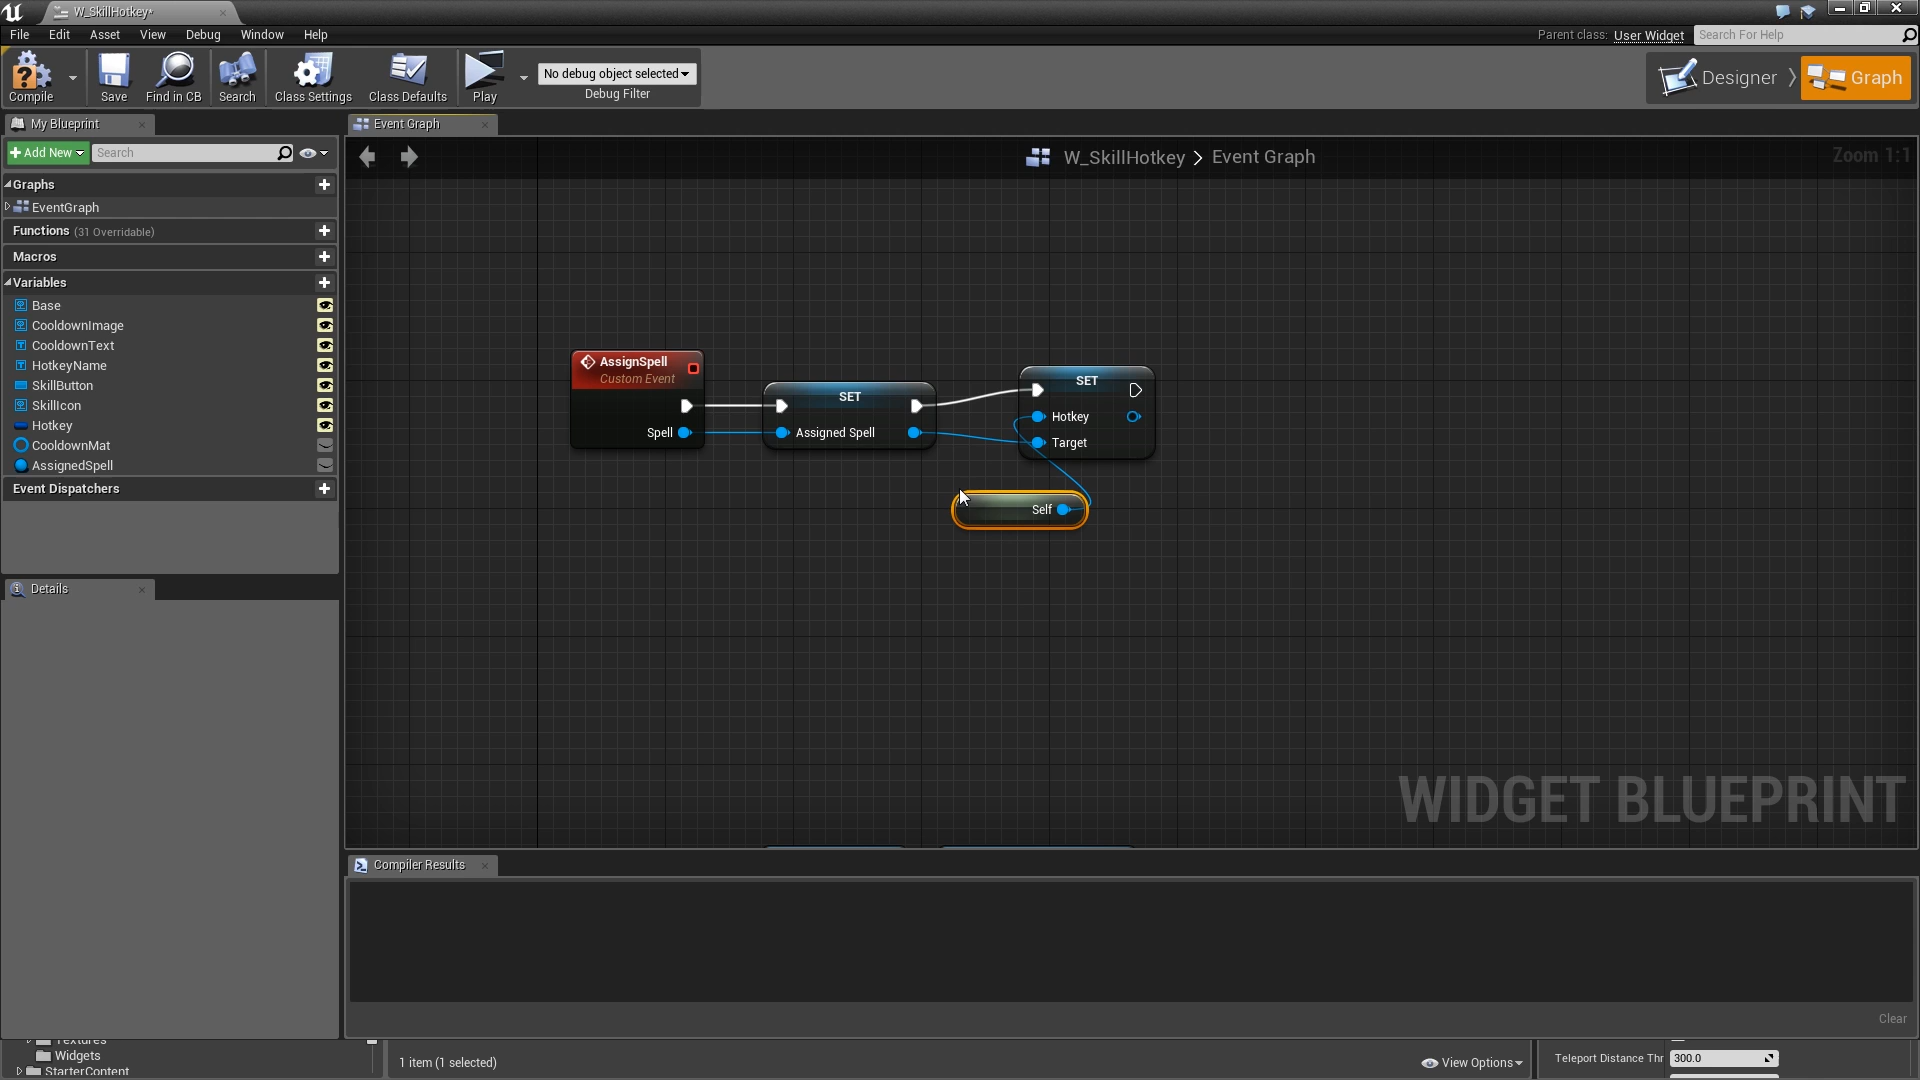 W_SkillHotkey*
File Edit Asset View Debug Window Help
Parent class: User Widget Search For Help
Compile Save Find in CB Search Class Settings Class Defaults Play
No debug object selected
Debug Filter
Designer Graph
My Blueprint
Event Graph
Add New Search
W_SkillHotkey > Event Graph
Zoom 1:1
Graphs
EventGraph
Functions (31 Overridable)
Macros
Variables
Base
CooldownImage
CooldownText
HotkeyName
SkillButton
SkillIcon
Hotkey
CooldownMat
AssignedSpell
Event Dispatchers
AssignSpell
Custom Event
Spell
SET
Assigned Spell
SET
Hotkey
Target
Self
Details
WIDGET BLUEPRINT
Compiler Results
Clear
Textures
Widgets
StarterContent
1 item (1 selected)
View Options
Teleport Distance Thr 300.0